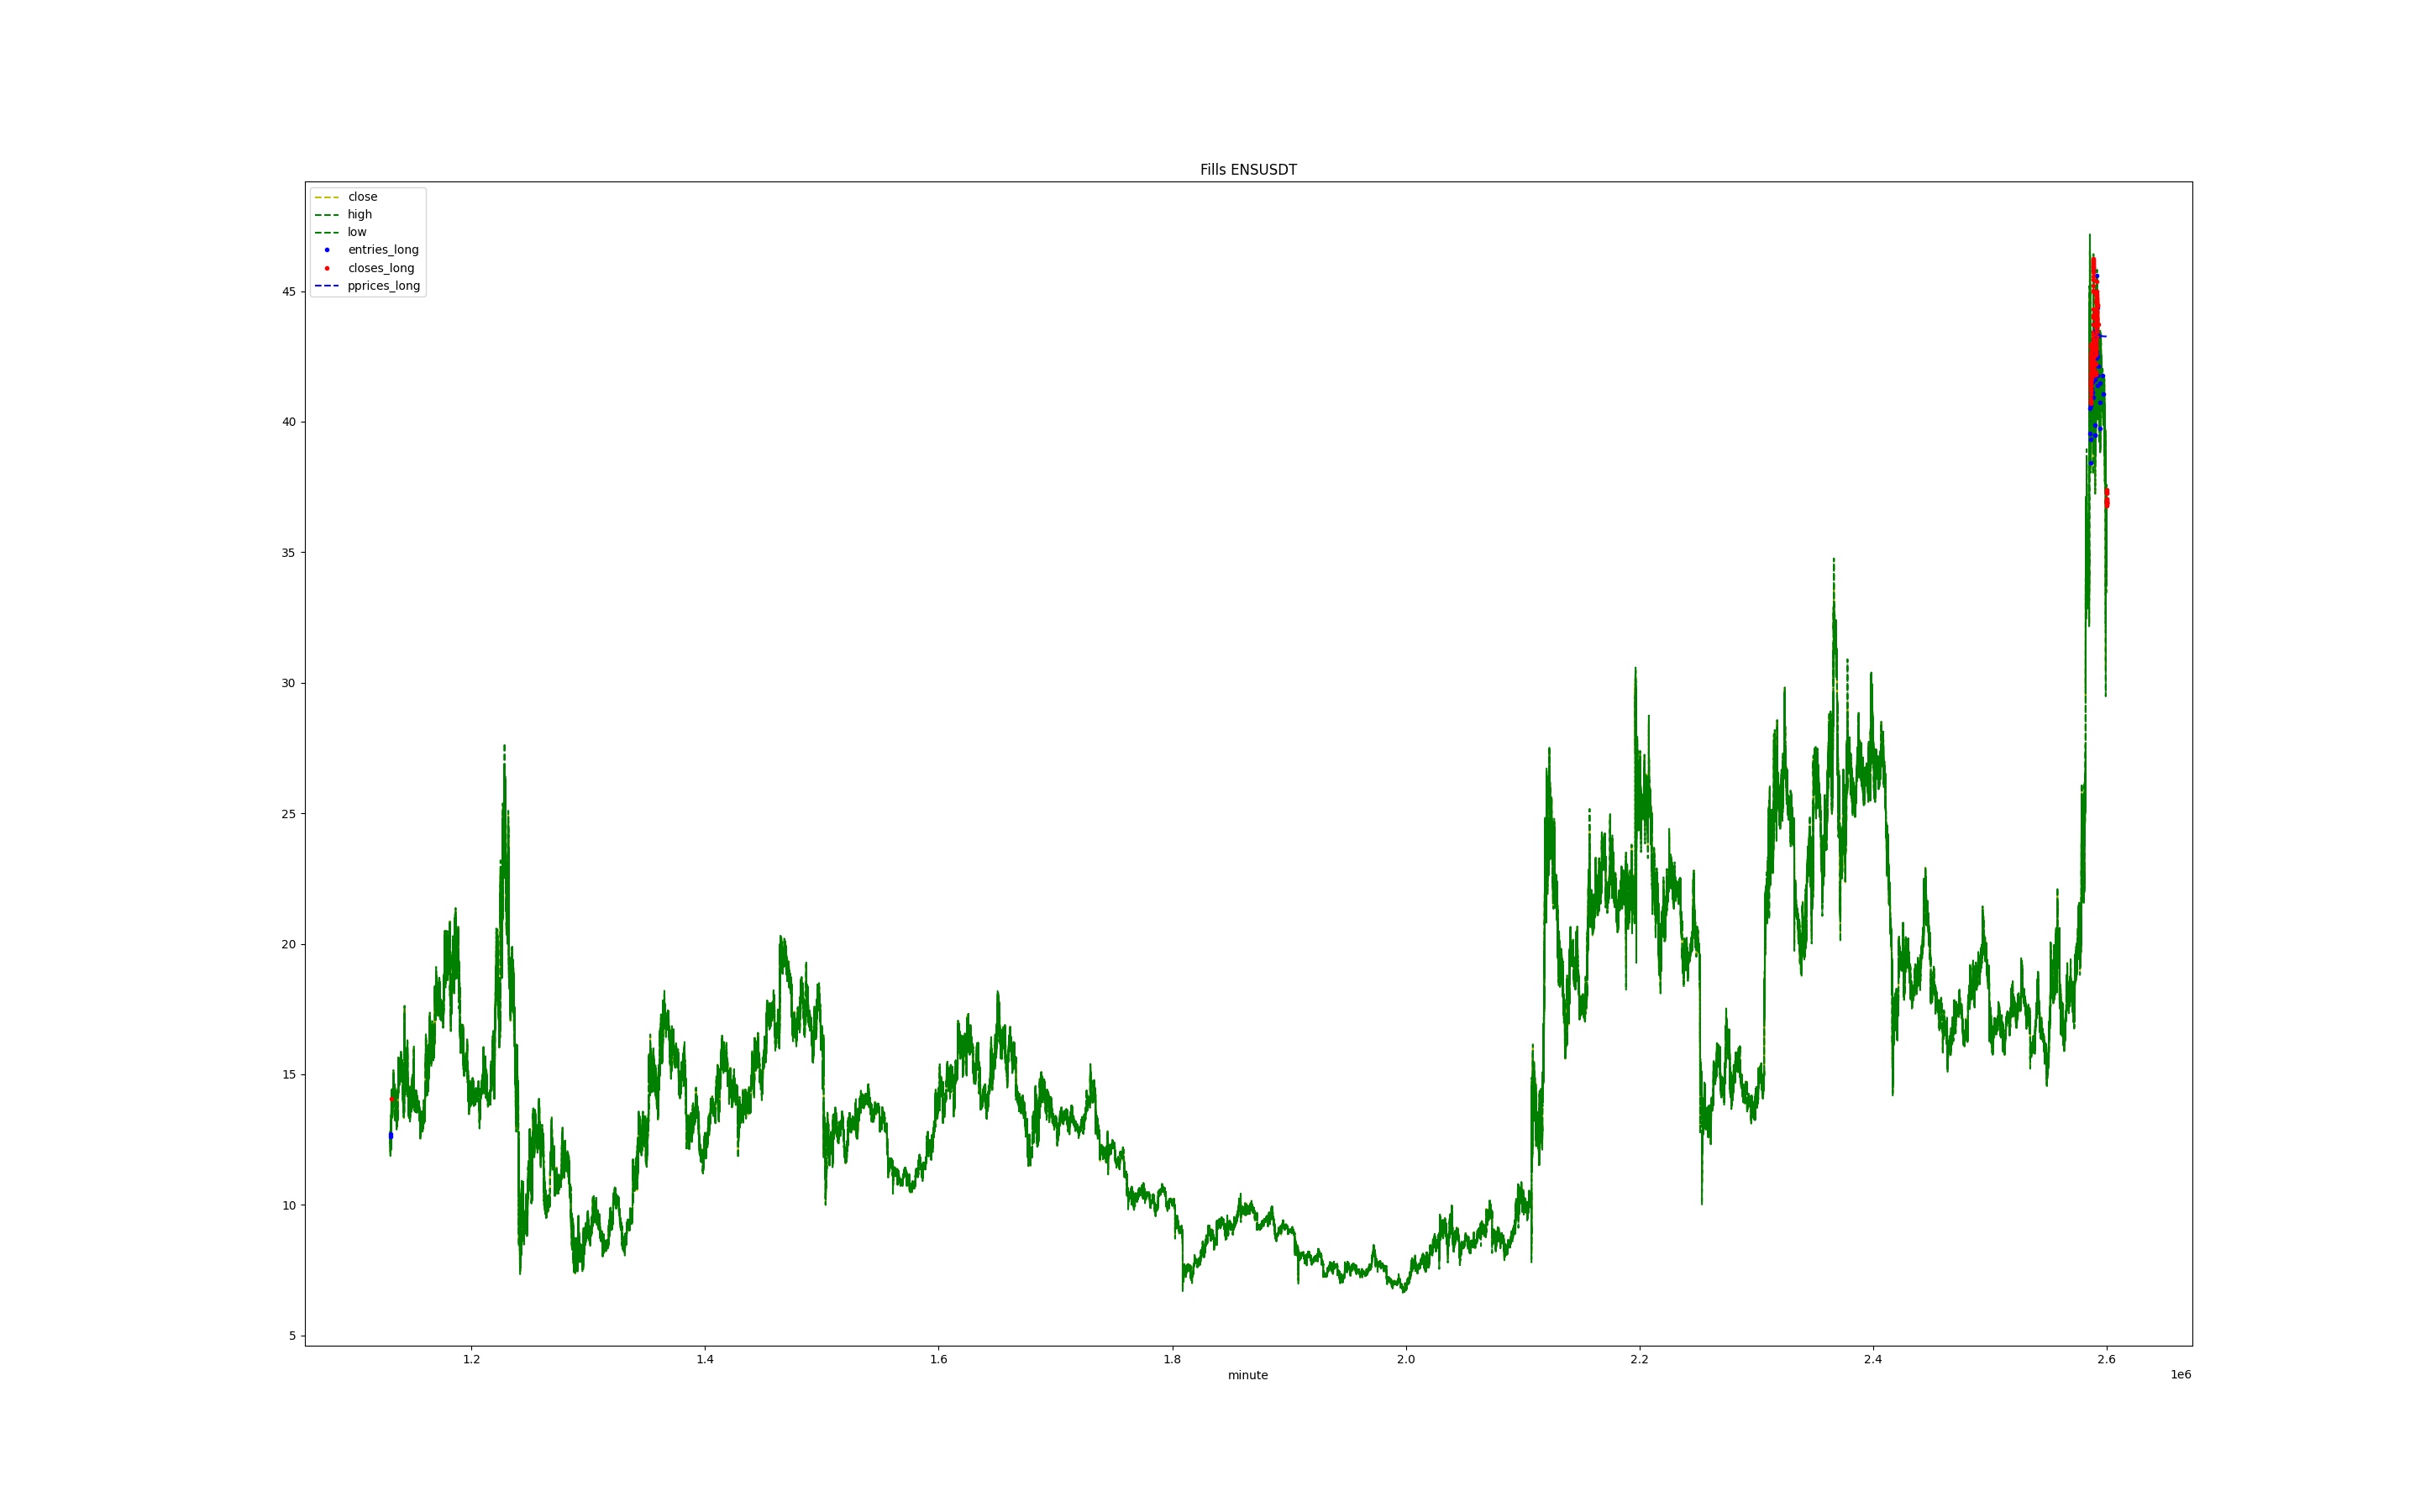 Fills ENSUSDT
close
high
low
entries_long
closes_long
pprices_long
45
40
35
30
25
20
15
10
5
1.2 1.4 1.6 1.8 2.0 2.2 2.4 2.6
minute 1e6